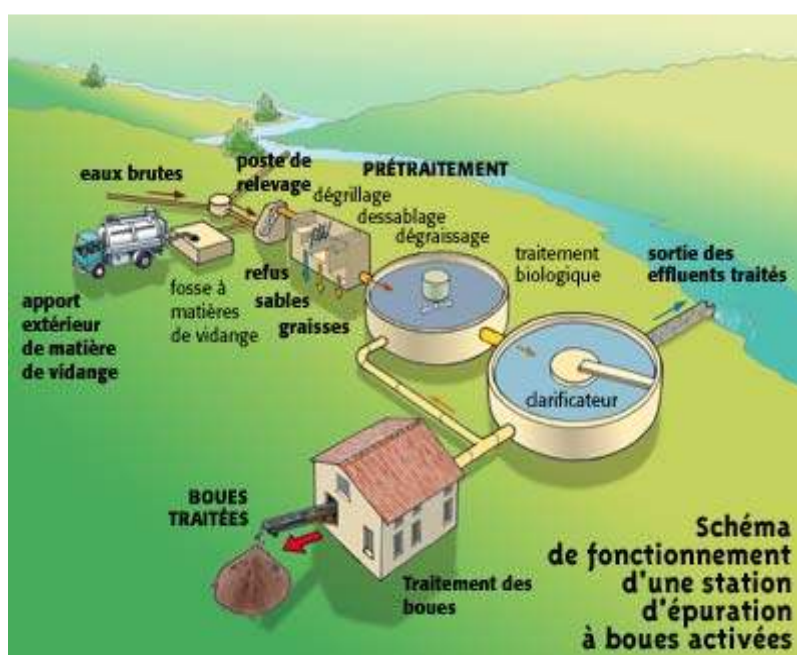 eaux brutes
poste de
relevage
PRÉTRAITEMENT
dégrillage
dessablage
dégraissage
traitement
biologique
sortie des
effluents traités
apport
extérieur
de matière
de vidange
fosse à
matières
de vidange
refus
sables
graisses
clarificateur
BOUES
TRAITÉES
Traitement des
boues
Schéma
de fonctionnement
d'une station
d'épuration
à boues activées